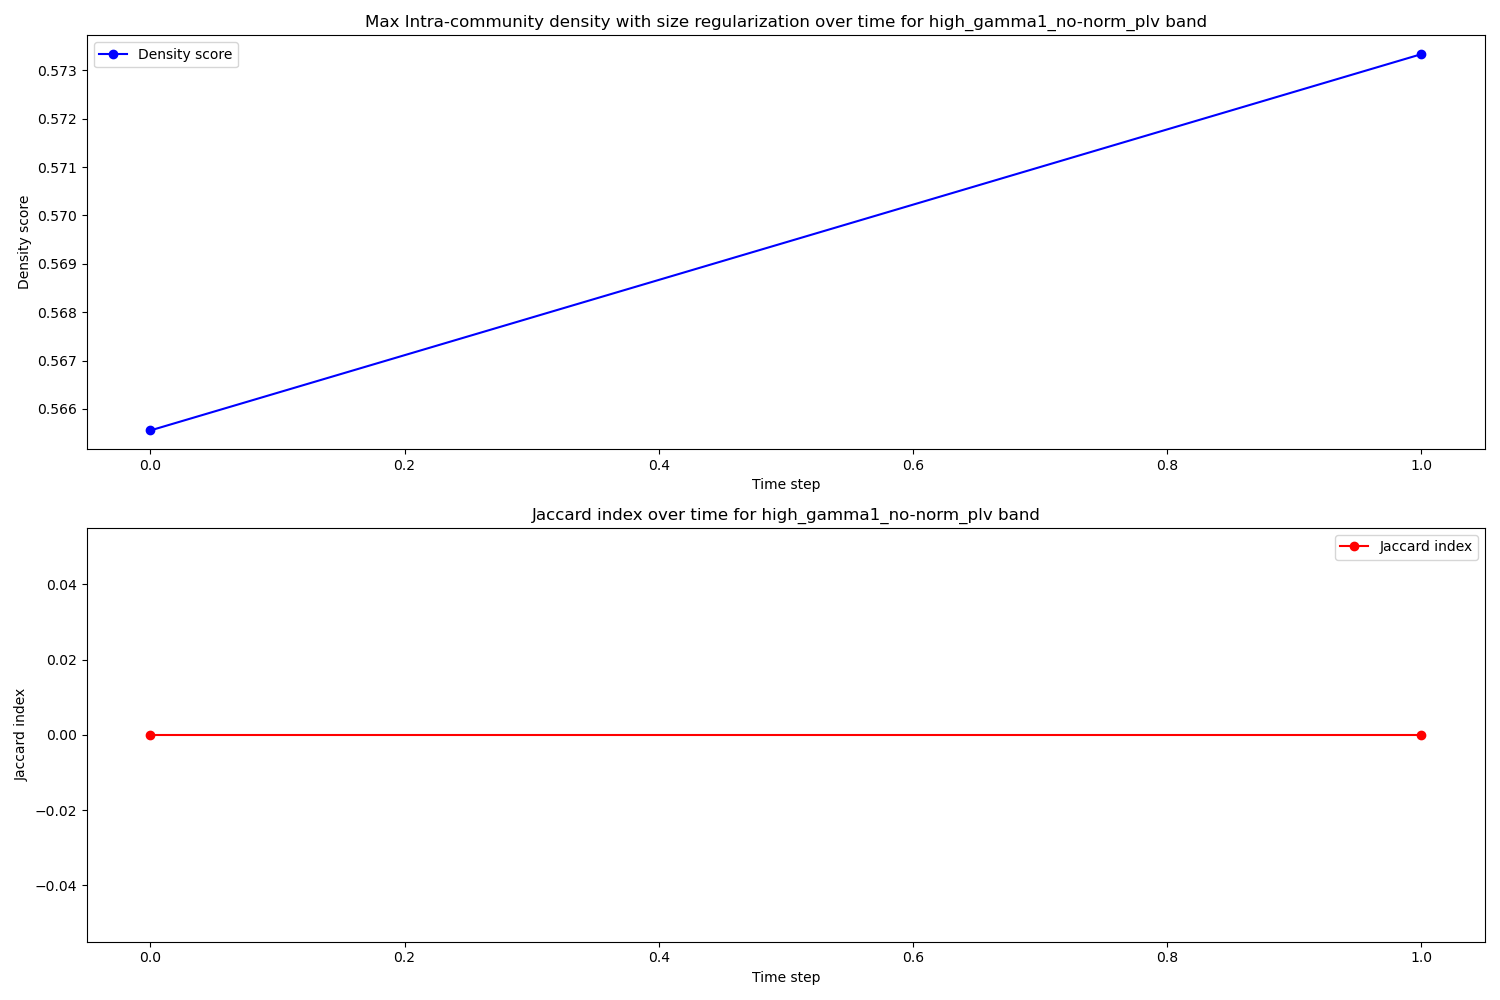 Max Intra-community density with size regularization over time for high_gamma1_no-norm_plv band
Density score
0.573
0.572
0.571
0.570
0.569
0.568
0.567
0.566
Density score
0.0 0.2 0.4 0.6 0.8 1.0
Time step
Jaccard index over time for high_gamma1_no-norm_plv band
Jaccard index
0.04
0.02
0.00
−0.02
−0.04
Jaccard index
0.0 0.2 0.4 0.6 0.8 1.0
Time step